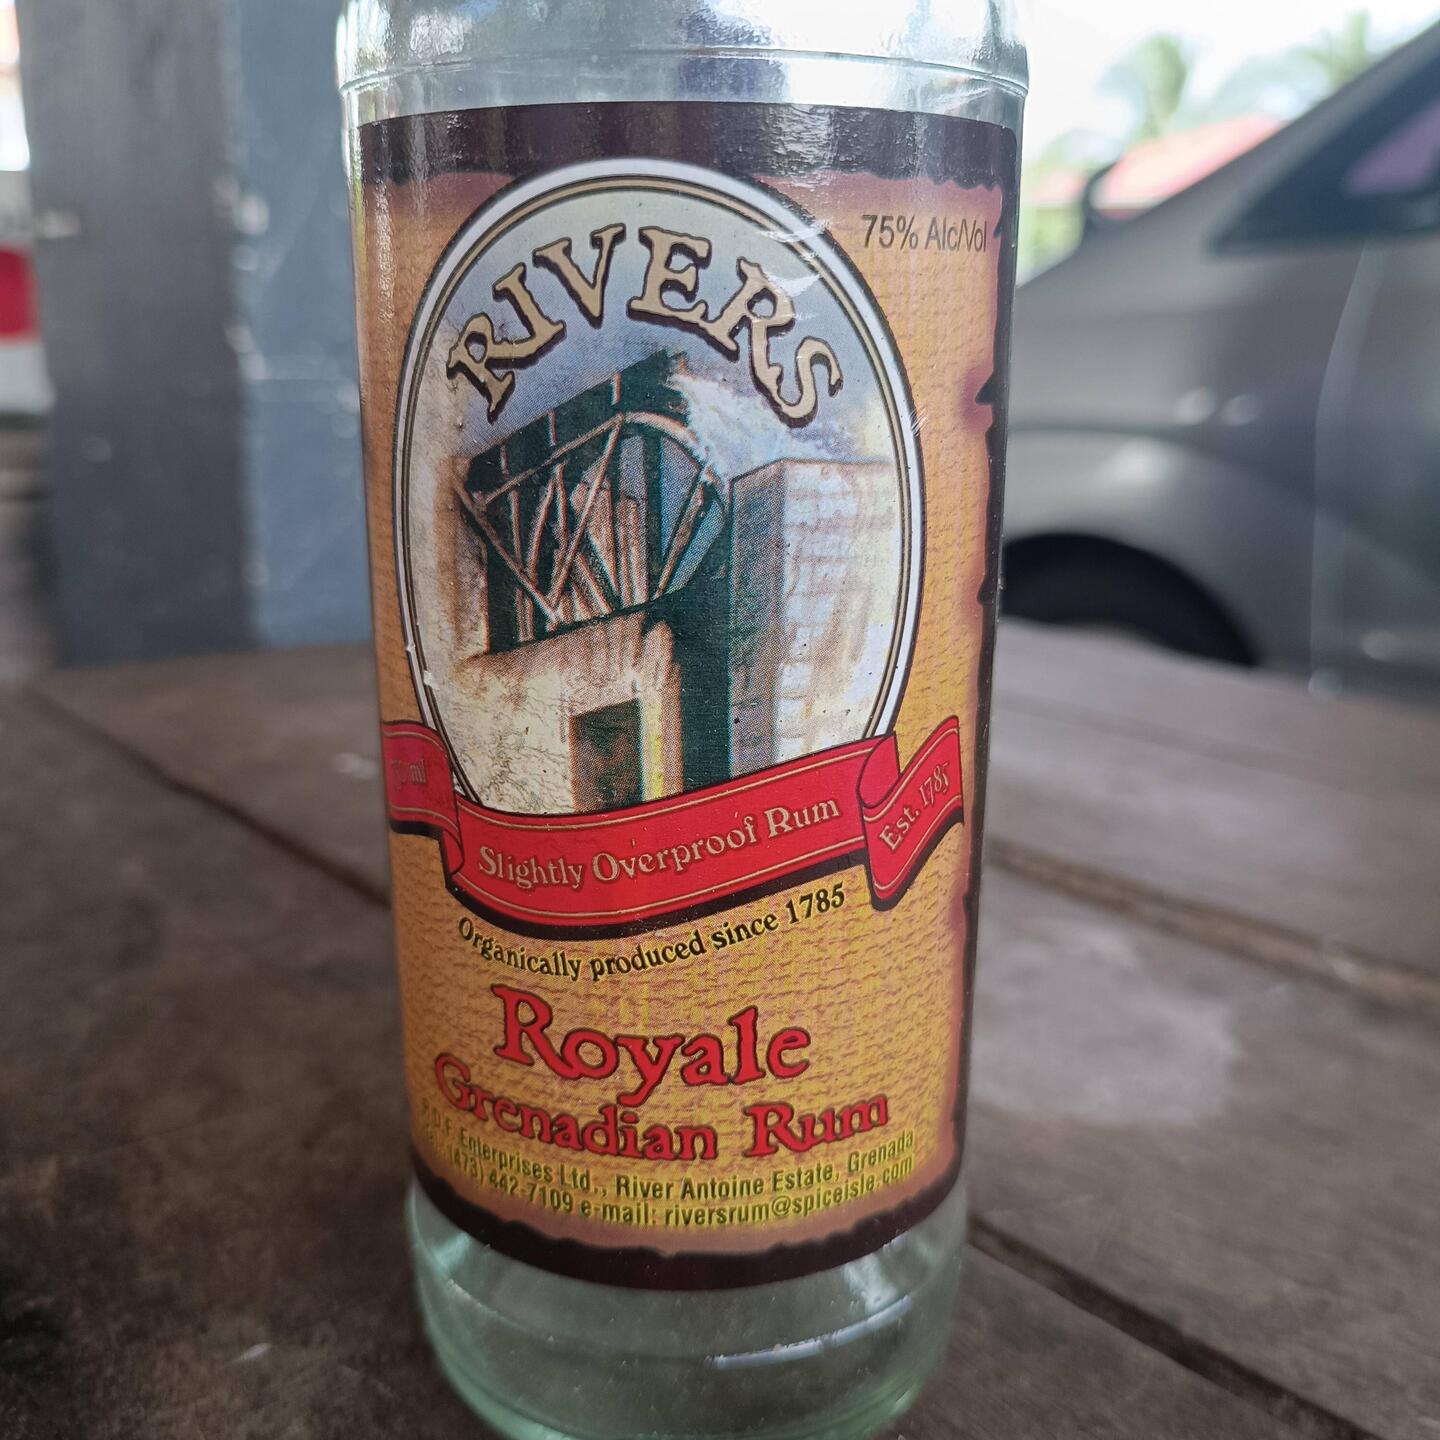 75% Alc/Vol
RIVERS
ml
Slightly Overproof Rum
Est. 1785
Organically produced since 1785
Royale
Grenadian Rum
Enterprises Ltd., River Antoine Estate, Grenada
(473) 442-7109 e-mail: riversrum@spiceisle.com